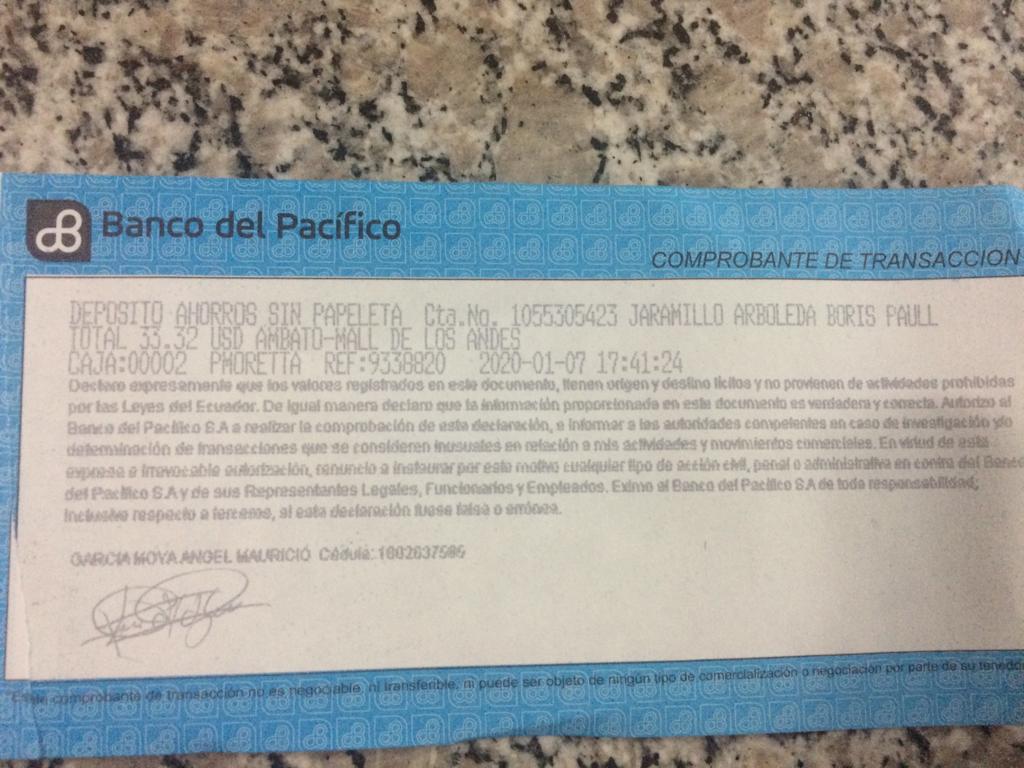 Banco del Pacífico
COMPROBANTE DE TRANSACCION
DEPOSITO AHORROS SIN PAPELETA Cta.No. 1055305423 JARAMILLO ARBOLEDA BORIS PAULL
TOTAL 33.32 USD AMBATO-MALL DE LOS ANDES
CAJA:00002 PMORETTA REF:9338820 2020-01-07 17:41:24
Declaro expresamente que los valores registrados en este documento, tienen origen y destino lícitos y no provienen de actividades prohibidas
por las Leyes del Ecuador. De igual manera declaro que la información proporcionada en este documento es verdadera y correcta. Autorizo al
Banco del Pacífico S.A a realizar la comprobación de esta declaración, e informar a las autoridades competentes en caso de investigación y/o
determinación de transacciones que se consideren inusuales en relación a mis actividades y movimientos comerciales. En virtud de esta
expresa e irrevocable autorización, renuncio a instaurar por este motivo cualquier tipo de acción civil, penal o administrativa en contra del Banco
del Pacífico S.A y de sus Representantes Legales, Funcionarios y Empleados. Eximo al Banco del Pacífico S.A de toda responsabilidad;
inclusive respecto a terceros, si esta declaración fuese falsa o errónea.
GARCIA MOYA ANGEL MAURICIO Cédula: 1802637585
Este comprobante de transacción no es negociable, ni transferible, ni puede ser objeto de ningún tipo de comercialización o negociación por parte de su tenedor